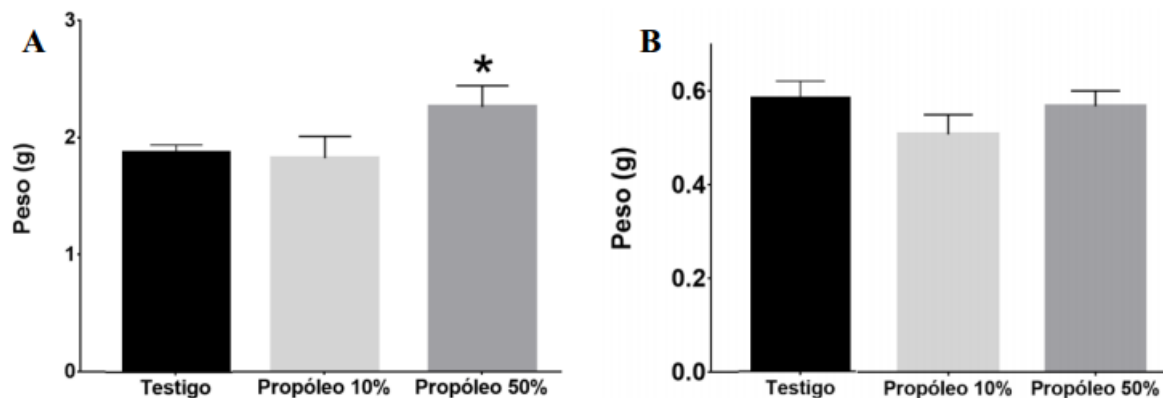 A
Peso (g)
3
2
1
0
*
Testigo
Propóleo 10%
Propóleo 50%
B
Peso (g)
0.6
0.4
0.2
0.0
Testigo
Propóleo 10%
Propóleo 50%